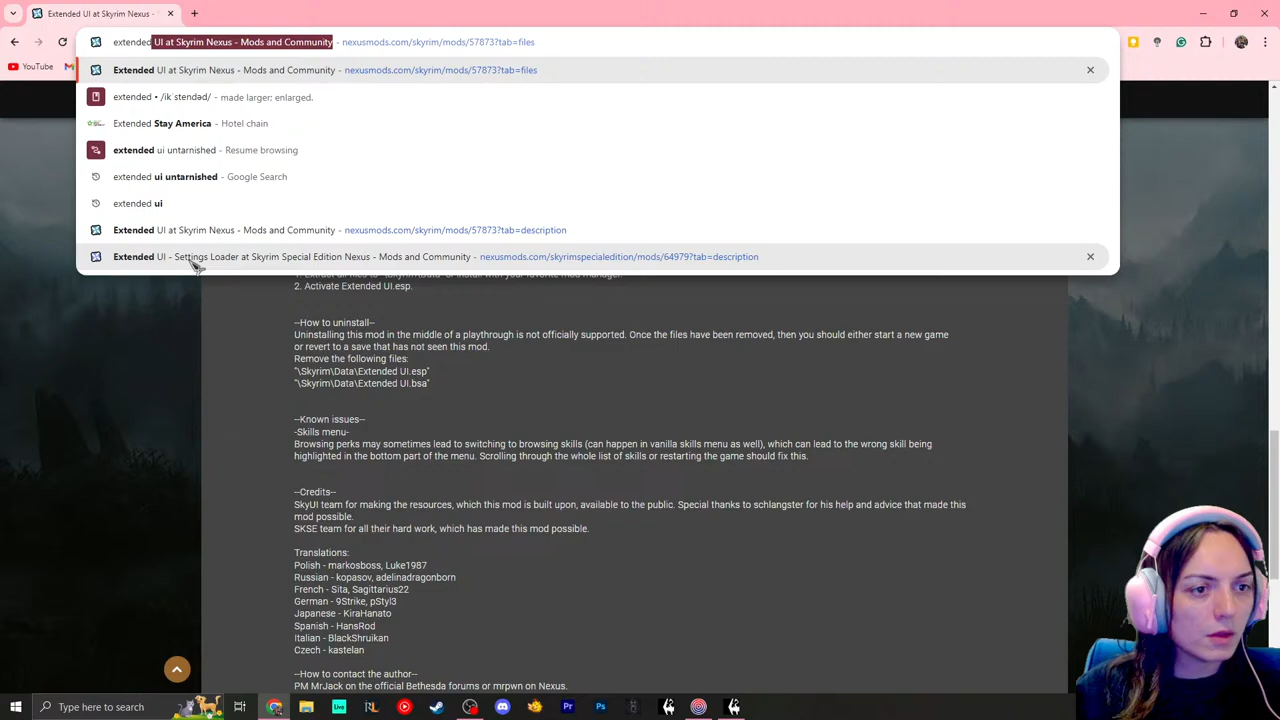 Extended UI at Skyrim
extended UI at Skyrim Nexus - Mods and Community - nexusmods.com/skyrim/mods/57873?tab=files
YouTube
Extended UI at Skyrim Nexus - Mods and Community - nexusmods.com/skyrim/mods/57873?tab=files
extended • /ikˈstendəd/ - made larger; enlarged.
Extended Stay America - Hotel chain
extended ui untarnished - Resume browsing
extended ui untarnished - Google Search
extended ui
Extended UI at Skyrim Nexus - Mods and Community - nexusmods.com/skyrim/mods/57873?tab=description
Extended UI - Settings Loader at Skyrim Special Edition Nexus - Mods and Community - nexusmods.com/skyrimspecialedition/mods/64979?tab=description
2. Activate Extended UI.esp.
--How to uninstall--
Uninstalling this mod in the middle of a playthrough is not officially supported. Once the files have been removed, then you should either start a new game
or revert to a save that has not seen this mod.
Remove the following files:
"\Skyrim\Data\Extended UI.esp"
"\Skyrim\Data\Extended UI.bsa"
--Known issues--
-Skills menu-
Browsing perks may sometimes lead to switching to browsing skills (can happen in vanilla skills menu as well), which can lead to the wrong skill being
highlighted in the bottom part of the menu. Scrolling through the whole list of skills or restarting the game should fix this.
--Credits--
SkyUI team for making the resources, which this mod is built upon, available to the public. Special thanks to schlangster for his help and advice that made this
mod possible.
SKSE team for all their hard work, which has made this mod possible.
Translations:
Polish - markosboss, Luke1987
Russian - kopasov, adelinadragonborn
French - Sita, Sagittarius22
German - 9Strike, pStyl3
Japanese - KiraHanato
Spanish - HansRod
Italian - BlackShruikan
Czech - kastelan
--How to contact the author--
PM MrJack on the official Bethesda forums or mrpwn on Nexus.
Type here to search
Live
Pr
Ps